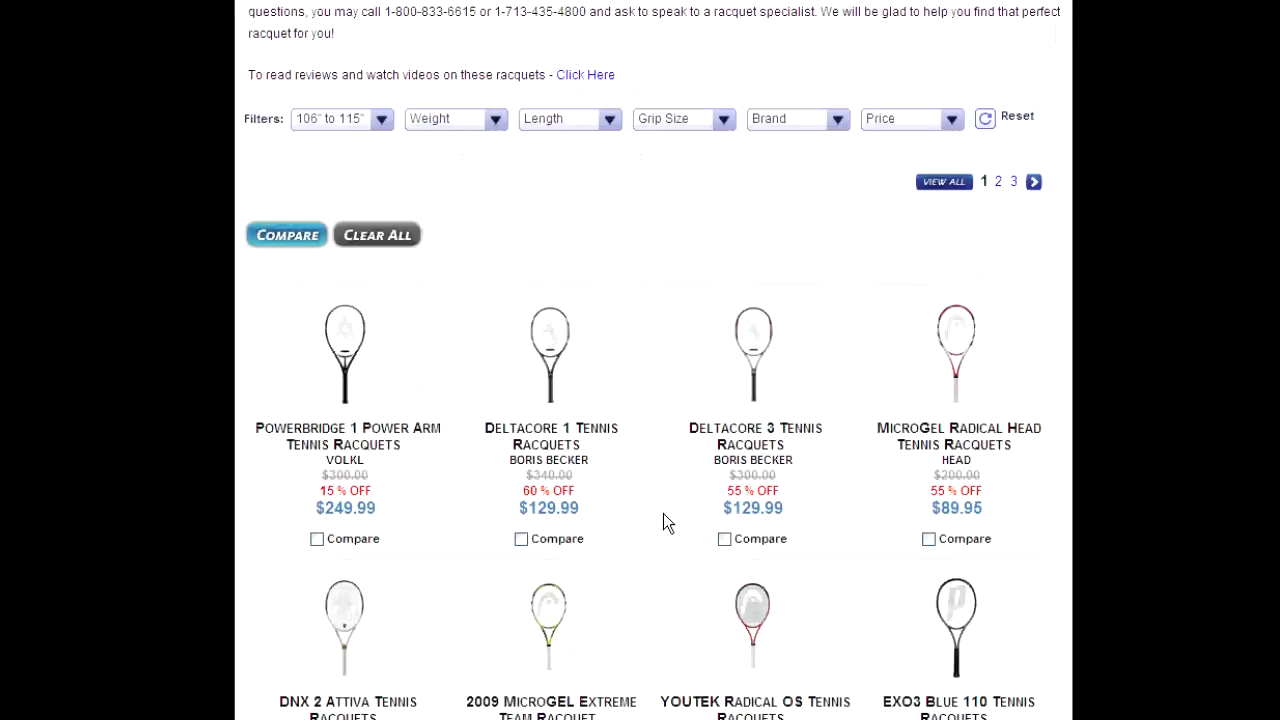 questions, you may call 1-800-833-6615 or 1-713-435-4800 and ask to speak to a racquet specialist. We will be glad to help you find that perfect
racquet for you!
To read reviews and watch videos on these racquets - Click Here
Filters: 106" to 115" Weight Length Grip Size Brand Price Reset
VIEW ALL 1 2 3
COMPARE CLEAR ALL
POWERBRIDGE 1 POWER ARM
TENNIS RACQUETS
VOLKL
$300.00
15 % OFF
$249.99
Compare
DELTACORE 1 TENNIS
RACQUETS
BORIS BECKER
$340.00
60 % OFF
$129.99
Compare
DELTACORE 3 TENNIS
RACQUETS
BORIS BECKER
$300.00
55 % OFF
$129.99
Compare
MICROGEL RADICAL HEAD
TENNIS RACQUETS
HEAD
$200.00
55 % OFF
$89.95
Compare
DNX 2 ATTIVA TENNIS
RACQUETS
2009 MICROGEL EXTREME
TEAM RACQUET
YOUTEK RADICAL OS TENNIS
RACQUETS
EXO3 BLUE 110 TENNIS
RACQUETS